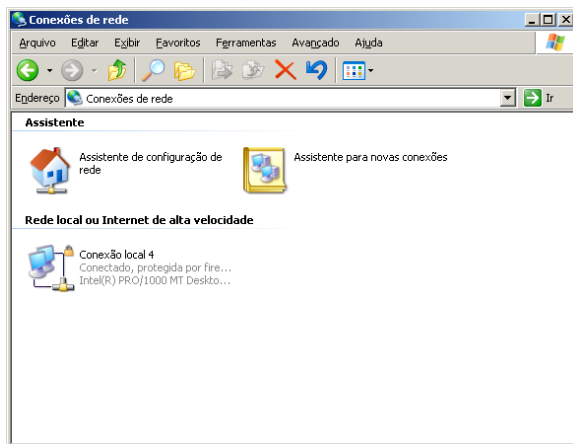 Conexões de rede
Arquivo Editar Exibir Favoritos Ferramentas Avançado Ajuda
Endereço Conexões de rede Ir
Assistente
Assistente de configuração de rede
Assistente para novas conexões
Rede local ou Internet de alta velocidade
Conexão local 4
Conectado, protegida por fire...
Intel(R) PRO/1000 MT Deskto...